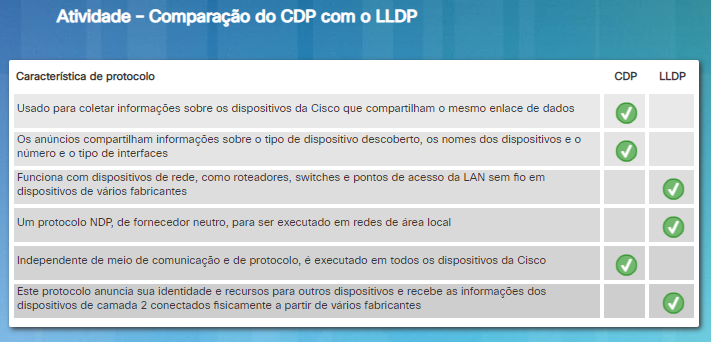 Atividade – Comparação do CDP com o LLDP
Característica de protocolo CDP LLDP
Usado para coletar informações sobre os dispositivos da Cisco que compartilham o mesmo enlace de dados
Os anúncios compartilham informações sobre o tipo de dispositivo descoberto, os nomes dos dispositivos e o
número e o tipo de interfaces
Funciona com dispositivos de rede, como roteadores, switches e pontos de acesso da LAN sem fio em
dispositivos de vários fabricantes
Um protocolo NDP, de fornecedor neutro, para ser executado em redes de área local
Independente de meio de comunicação e de protocolo, é executado em todos os dispositivos da Cisco
Este protocolo anuncia sua identidade e recursos para outros dispositivos e recebe as informações dos
dispositivos de camada 2 conectados fisicamente a partir de vários fabricantes